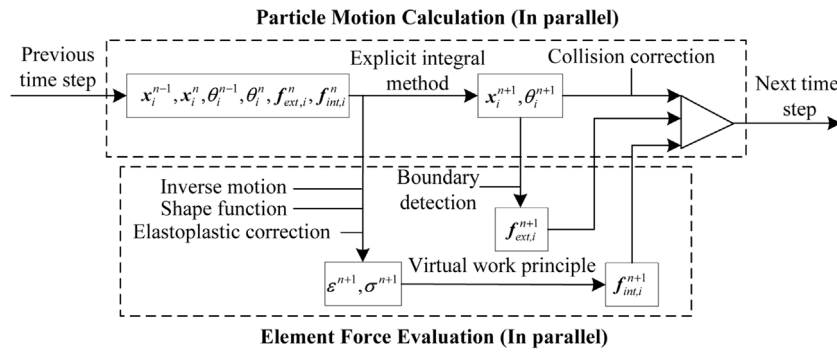 Particle Motion Calculation (In parallel)
Previous
time step
Explicit integral
method
Collision correction
Next time
step
x_i^{n-1}, x_i^n, θ_i^{n-1}, θ_i^n, f_{ext,i}^n, f_{int,i}^n
x_i^{n+1}, θ_i^{n+1}
Inverse motion
Shape function
Elastoplastic correction
Boundary
detection
f_{ext,i}^{n+1}
ε^{n+1}, σ^{n+1}
Virtual work principle
f_{int,i}^{n+1}
Element Force Evaluation (In parallel)